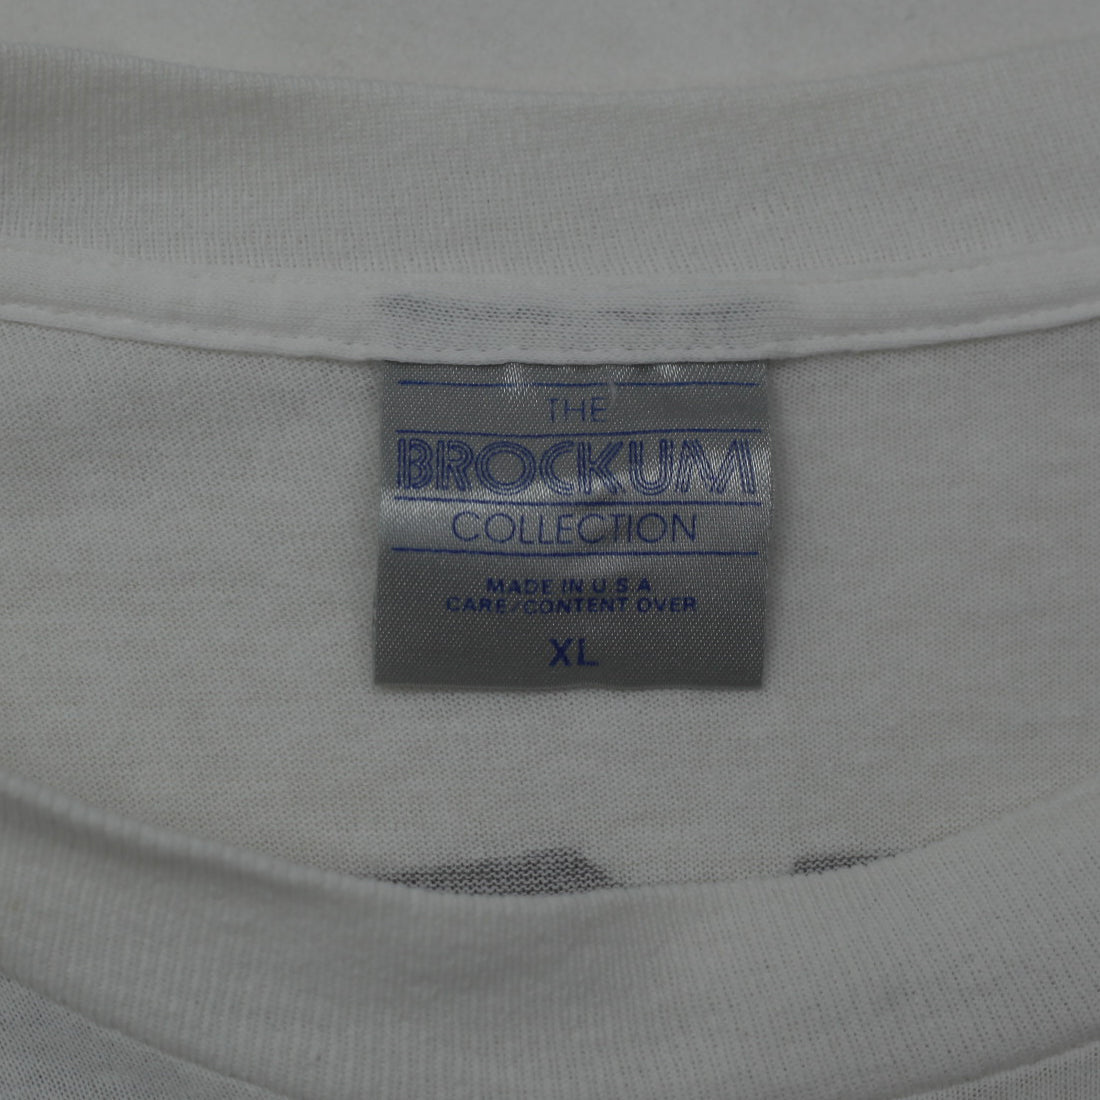 THE
BROCKUM
COLLECTION
MADE IN U.S.A
CARE/CONTENT OVER
XL